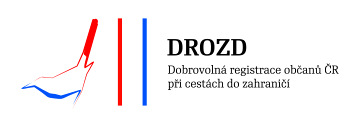 DROZD
Dobrovolná registrace občanů ČR
při cestách do zahraničí